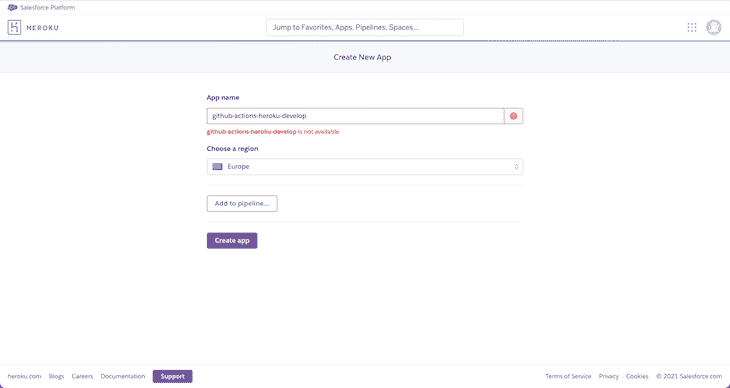 Salesforce Platform
HEROKU
Jump to Favorites, Apps, Pipelines, Spaces...
Create New App
App name
github-actions-heroku-develop
github-actions-heroku-develop is not available
Choose a region
Europe
Add to pipeline...
Create app
heroku.com Blogs Careers Documentation Support Terms of Service Privacy Cookies © 2021 Salesforce.com